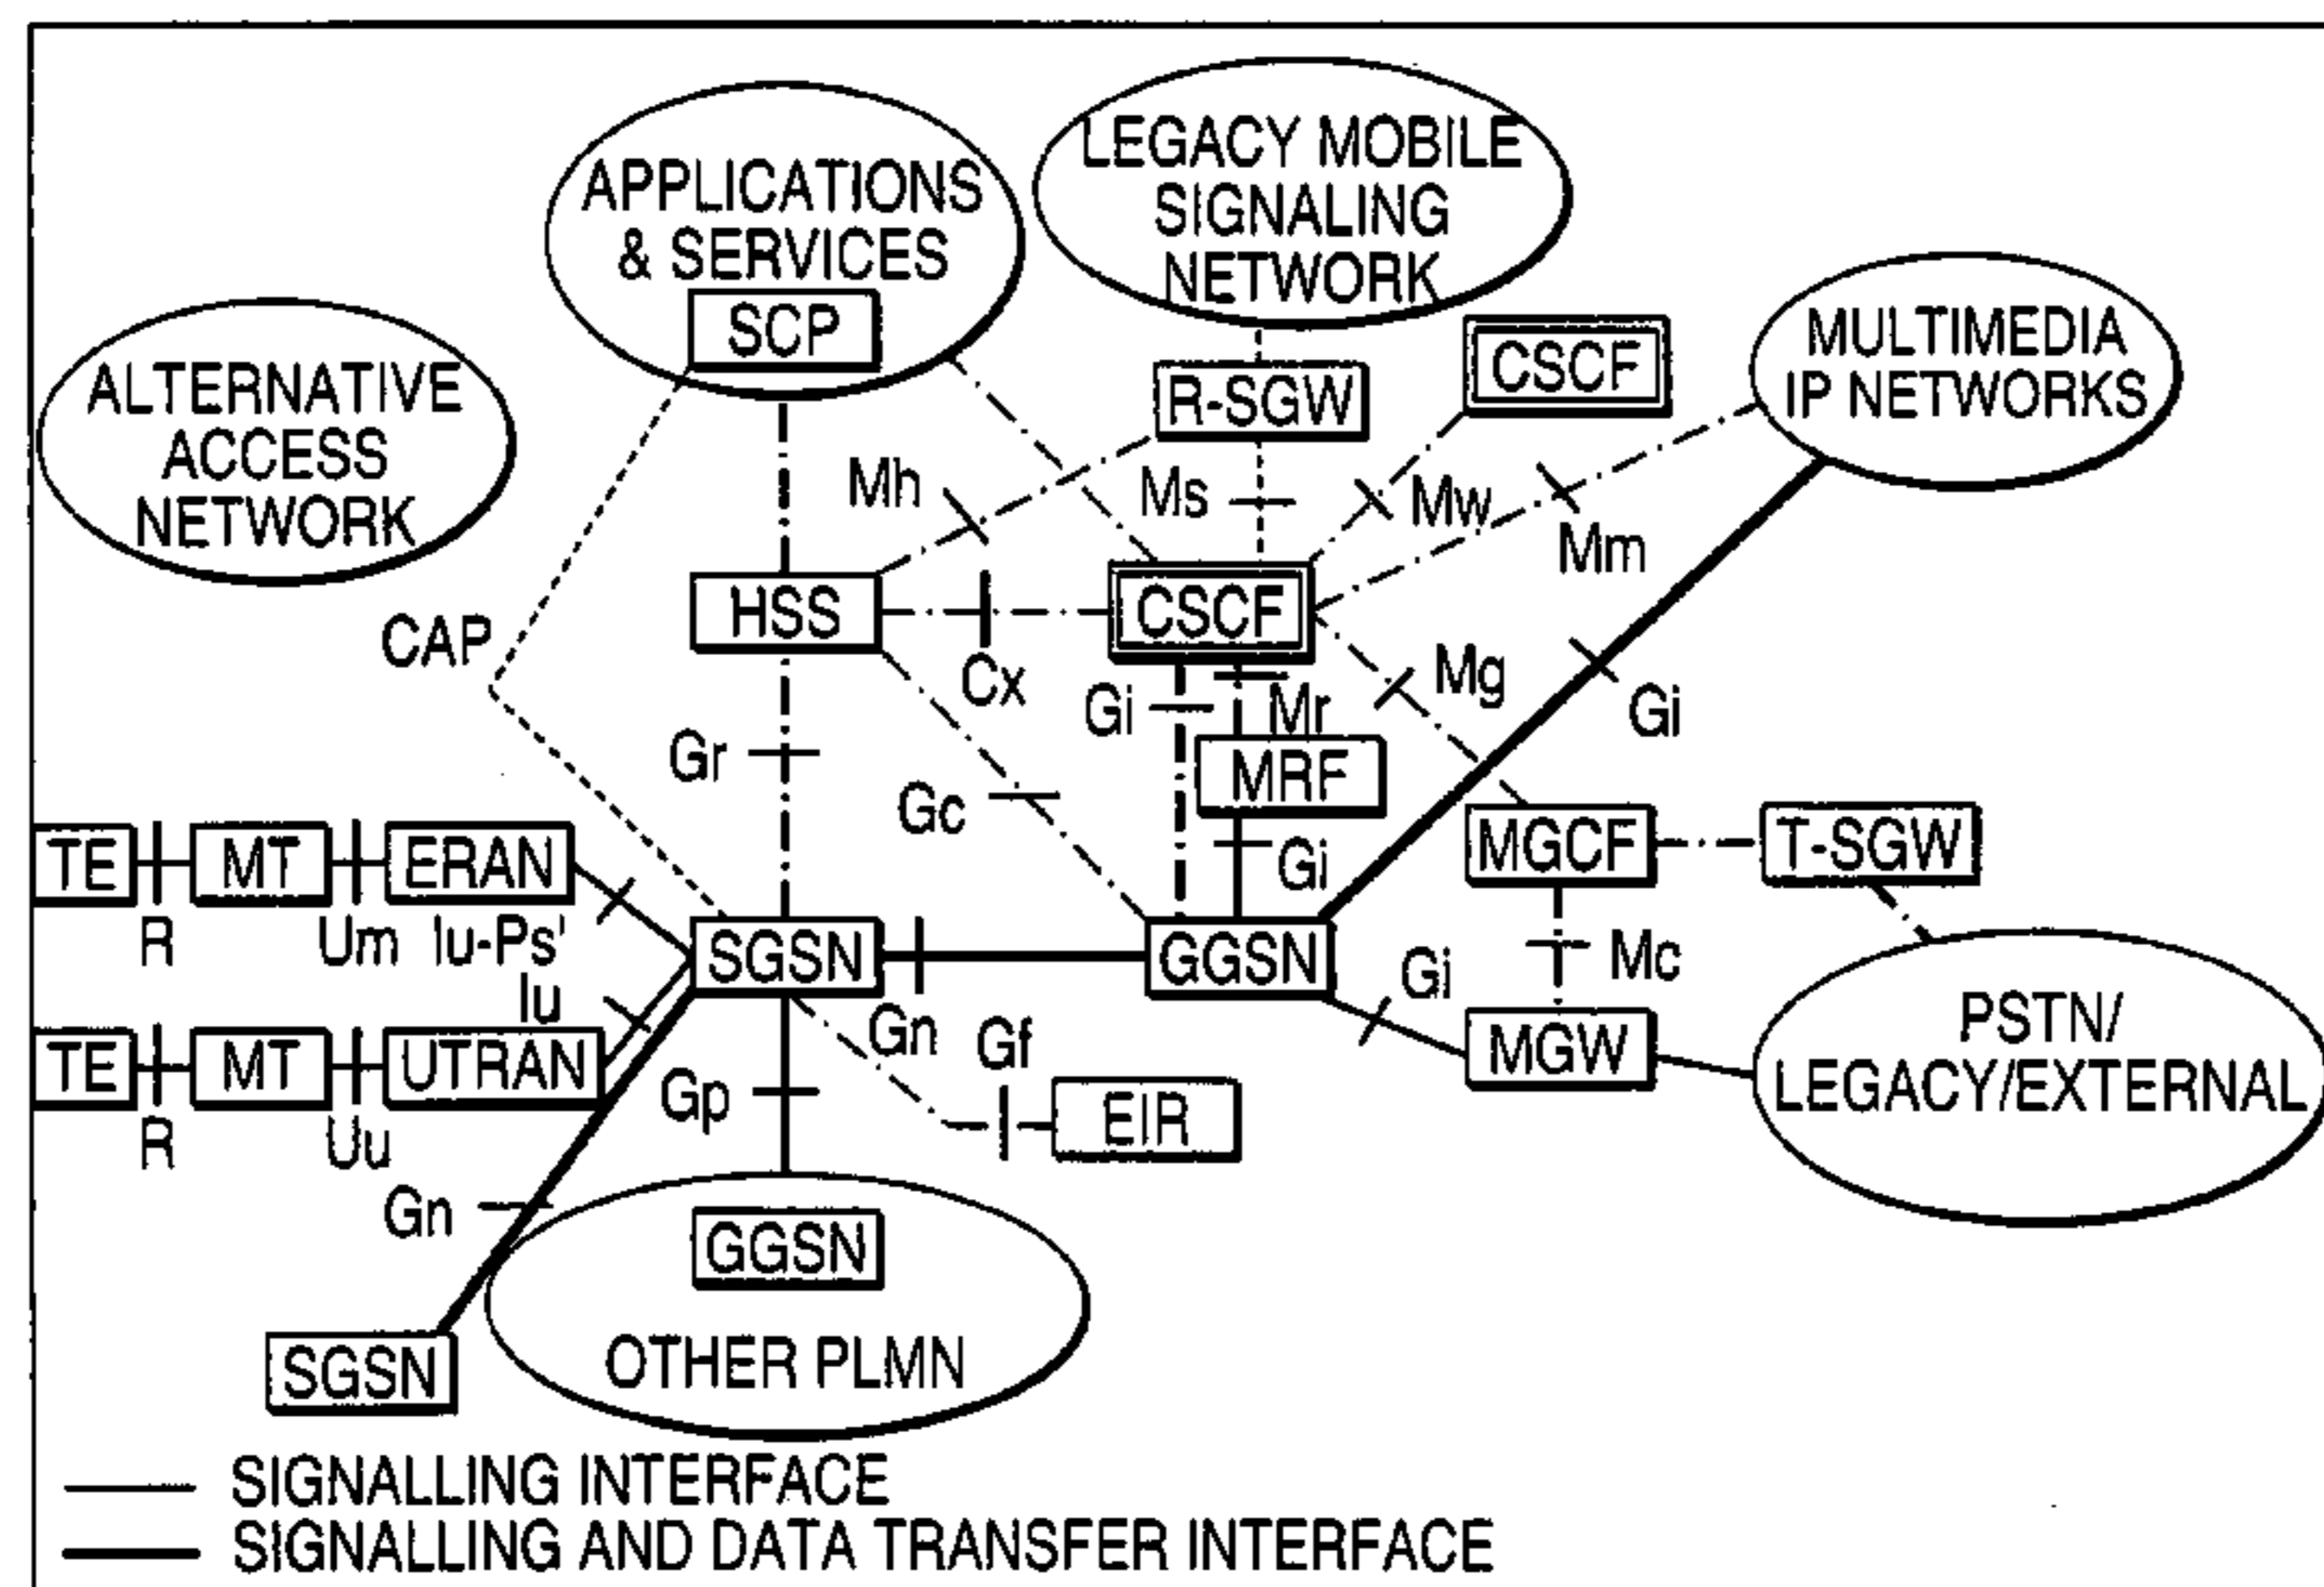 APPLICATIONS
& SERVICES
SCP
LEGACY MOBILE
SIGNALING
NETWORK
MULTIMEDIA
IP NETWORKS
ALTERNATIVE
ACCESS
NETWORK
R-SGW
CSCF
Mh
Ms
Mw
Mm
CAP
HSS
CSCF
Cx
Gi
Mr
Mg
Gi
Gr
Gc
MRF
Gi
MGCF
T-SGW
TE
MT
ERAN
R
Um
Iu-Ps'
SGSN
GGSN
Gi
Mc
Iu
Gn
Gf
TE
MT
UTRAN
R
Uu
Gp
EIR
MGW
PSTN/
LEGACY/EXTERNAL
Gn
GGSN
OTHER PLMN
SGSN
SIGNALLING INTERFACE
SIGNALLING AND DATA TRANSFER INTERFACE